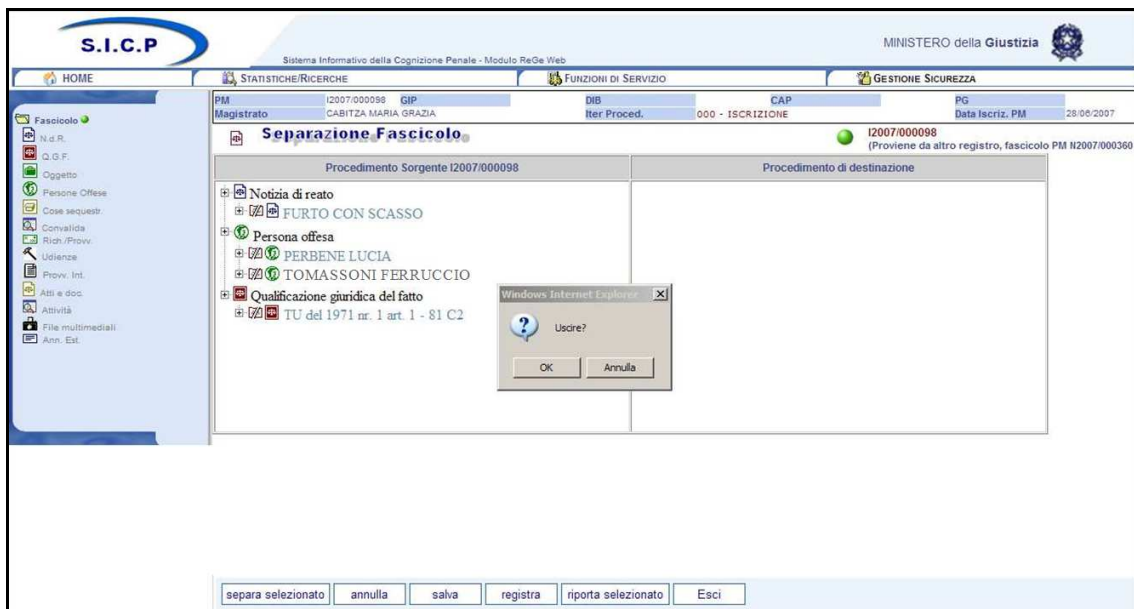 S.I.C.P
Sistema Informativo della Cognizione Penale - Modulo ReGe Web
MINISTERO della Giustizia
HOME
STATISTICHE/RICERCHE
FUNZIONI DI SERVIZIO
GESTIONE SICUREZZA
PM I2007/000098 GIP DIB CAP PG
Magistrato CABITZA MARIA GRAZIA Iter Proced. 000 - ISCRIZIONE Data Iscriz. PM 28/06/2007
Fascicolo
N.d.R.
Q.G.F.
Oggetto
Persone Offese
Cose sequestr.
Convalida
Rich./Provv.
Udienze
Provv. Int.
Atti e doc.
Attività
File multimediali
Ann. Est.
Separazione Fascicolo
I2007/000098
(Proviene da altro registro, fascicolo PM N2007/000360
Procedimento Sorgente I2007/000098
Procedimento di destinazione
Notizia di reato
FURTO CON SCASSO
Persona offesa
PERBENE LUCIA
TOMASSONI FERRUCCIO
Qualificazione giuridica del fatto
TU del 1971 nr. 1 art. 1 - 81 C2
Windows Internet Explorer
Uscire?
OK Annulla
separa selezionato annulla salva registra riporta selezionato Esci